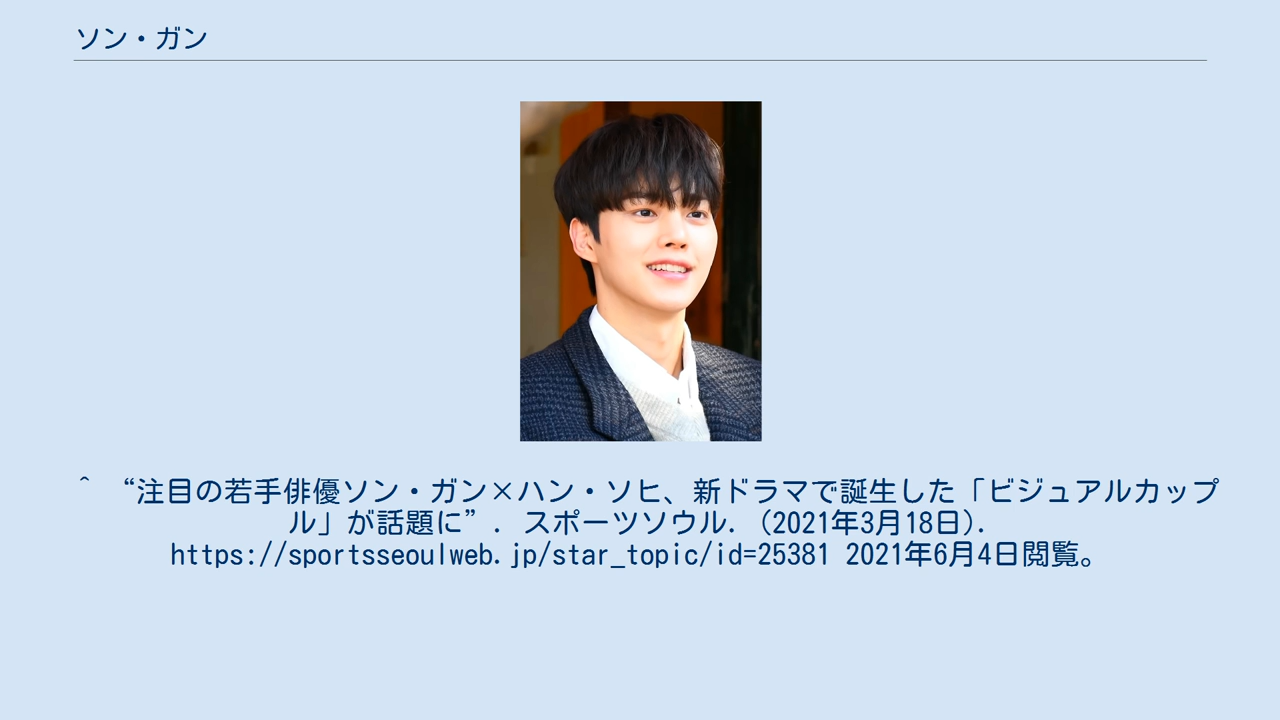 ソン・ガン
^ “注目の若手俳優ソン・ガン×ハン・ソヒ、新ドラマで誕生した「ビジュアルカップ
ル」が話題に”. スポーツソウル. (2021年3月18日).
https://sportsseoulweb.jp/star_topic/id=25381 2021年6月4日閲覧。